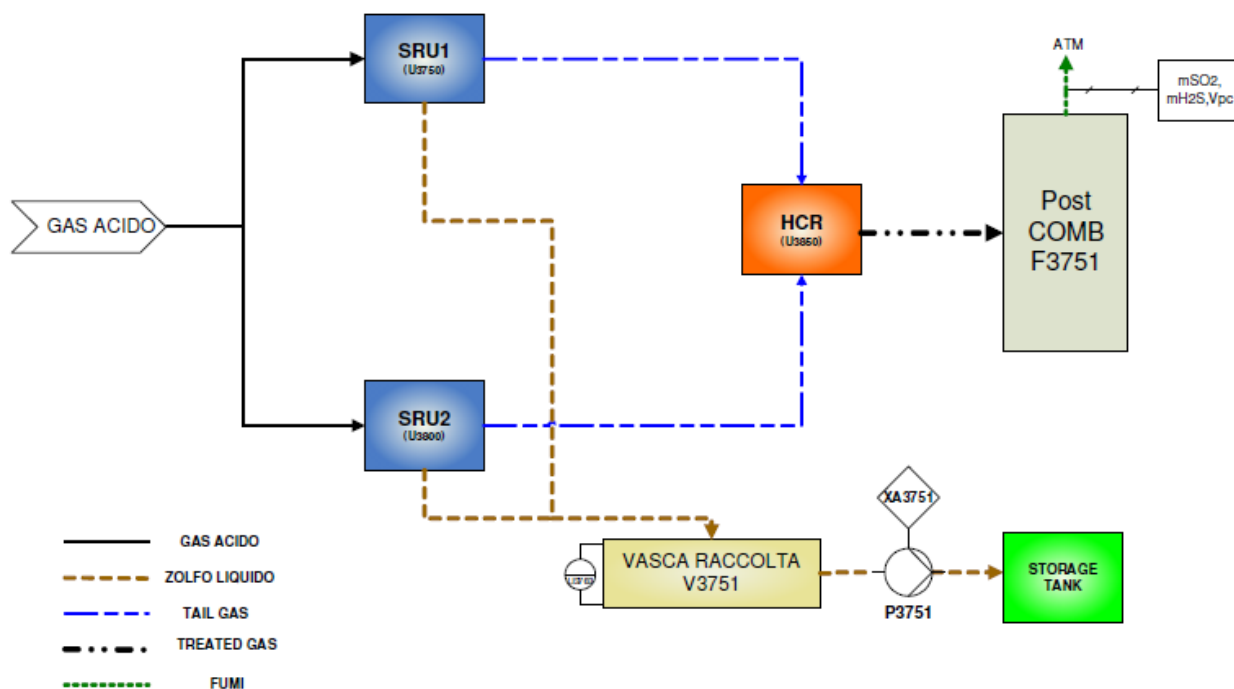 SRU1
(U3750)
ATM
mSO2,
mH2S,Vpc
GAS ACIDO
HCR
(U3850)
Post
COMB
F3751
SRU2
(U3800)
XA3751
VASCA RACCOLTA
V3751
P3751
STORAGE
TANK
GAS ACIDO
ZOLFO LIQUIDO
TAIL GAS
TREATED GAS
FUMI